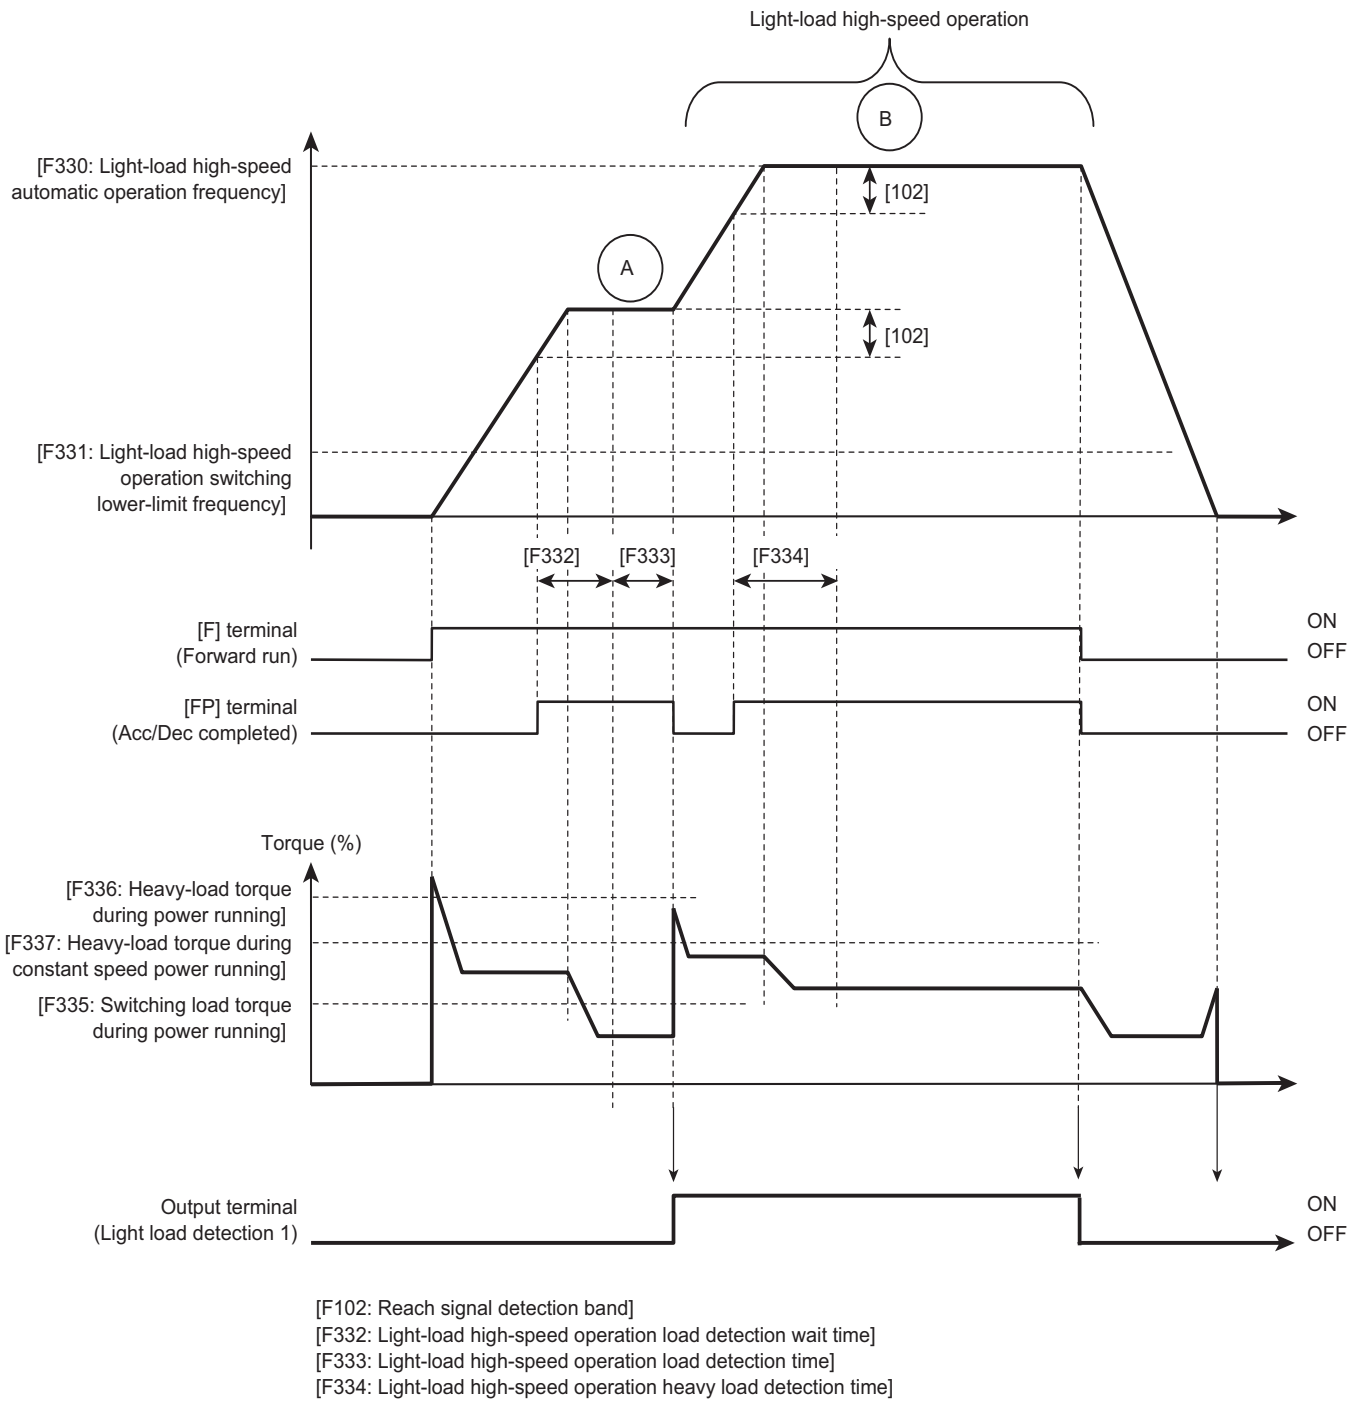 Light-load high-speed operation
B
[F330: Light-load high-speed
automatic operation frequency]
[102]
A
[102]
[F331: Light-load high-speed
operation switching
lower-limit frequency]
[F332]
[F333]
[F334]
[F] terminal
(Forward run)
ON
OFF
[FP] terminal
(Acc/Dec completed)
ON
OFF
Torque (%)
[F336: Heavy-load torque
during power running]
[F337: Heavy-load torque during
constant speed power running]
[F335: Switching load torque
during power running]
Output terminal
(Light load detection 1)
ON
OFF
[F102: Reach signal detection band]
[F332: Light-load high-speed operation load detection wait time]
[F333: Light-load high-speed operation load detection time]
[F334: Light-load high-speed operation heavy load detection time]